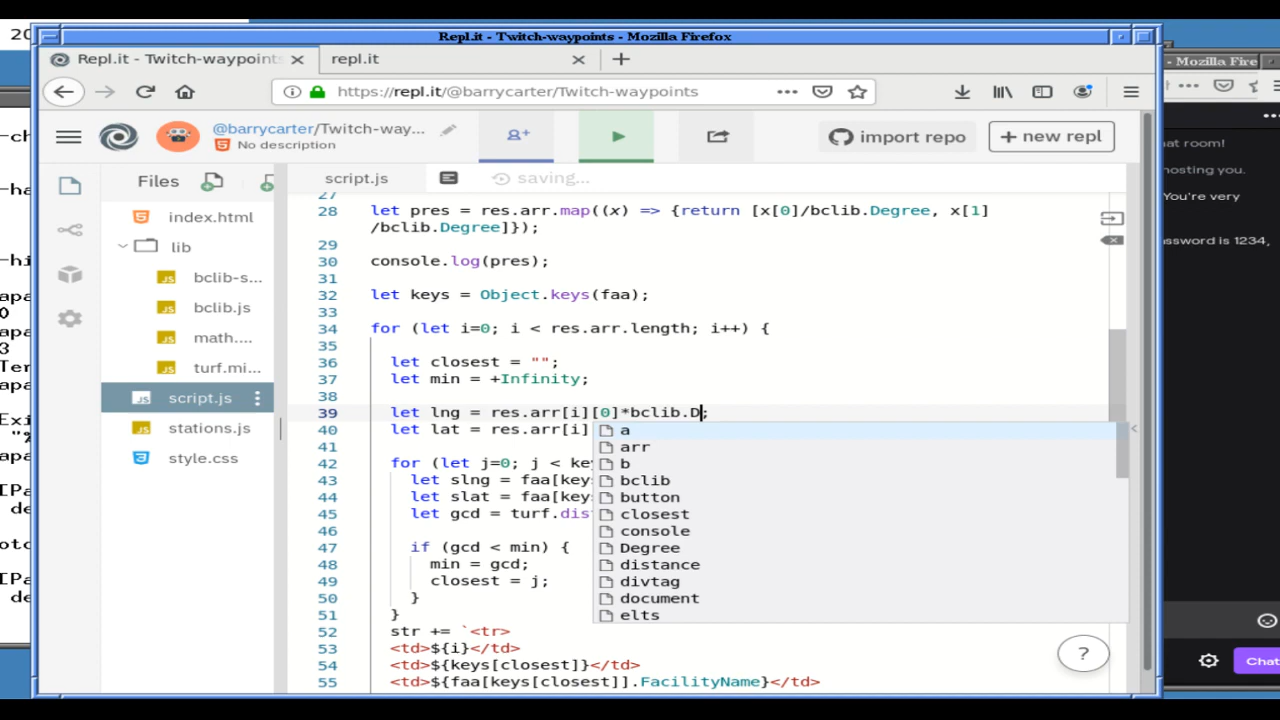 Repl.it - Twitch-waypoints - Mozilla Firefox
- Mozilla Fire
Repl.it - Twitch-waypoints
repl.it
https://repl.it/@barrycarter/Twitch-waypoints
@barrycarter/Twitch-way...
No description
import repo
+ new repl
Files
script.js
saving...
index.html
lib
bclib-s...
bclib.js
math....
turf.mi...
script.js
stations.js
style.css
27
28 let pres = res.arr.map((x) => {return [x[0]/bclib.Degree, x[1]
/bclib.Degree]});
29
30 console.log(pres);
31
32 let keys = Object.keys(faa);
33
34 for (let i=0; i < res.arr.length; i++) {
35
36 let closest = "";
37 let min = +Infinity;
38
39 let lng = res.arr[i][0]*bclib.D;
40 let lat = res.arr[i]
41
42 for (let j=0; j < key
43 let slng = faa[key
44 let slat = faa[key
45 let gcd = turf.dis
46
47 if (gcd < min) {
48 min = gcd;
49 closest = j;
50 }
51 }
52 str += `<tr>
53 <td>${i}</td>
54 <td>${keys[closest]}</td>
55 <td>${faa[keys[closest]].FacilityName}</td>
a
arr
b
bclib
button
closest
console
Degree
distance
divtag
document
elts
?
hat room!
hosting you.
You're very
ssword is 1234,
Chat